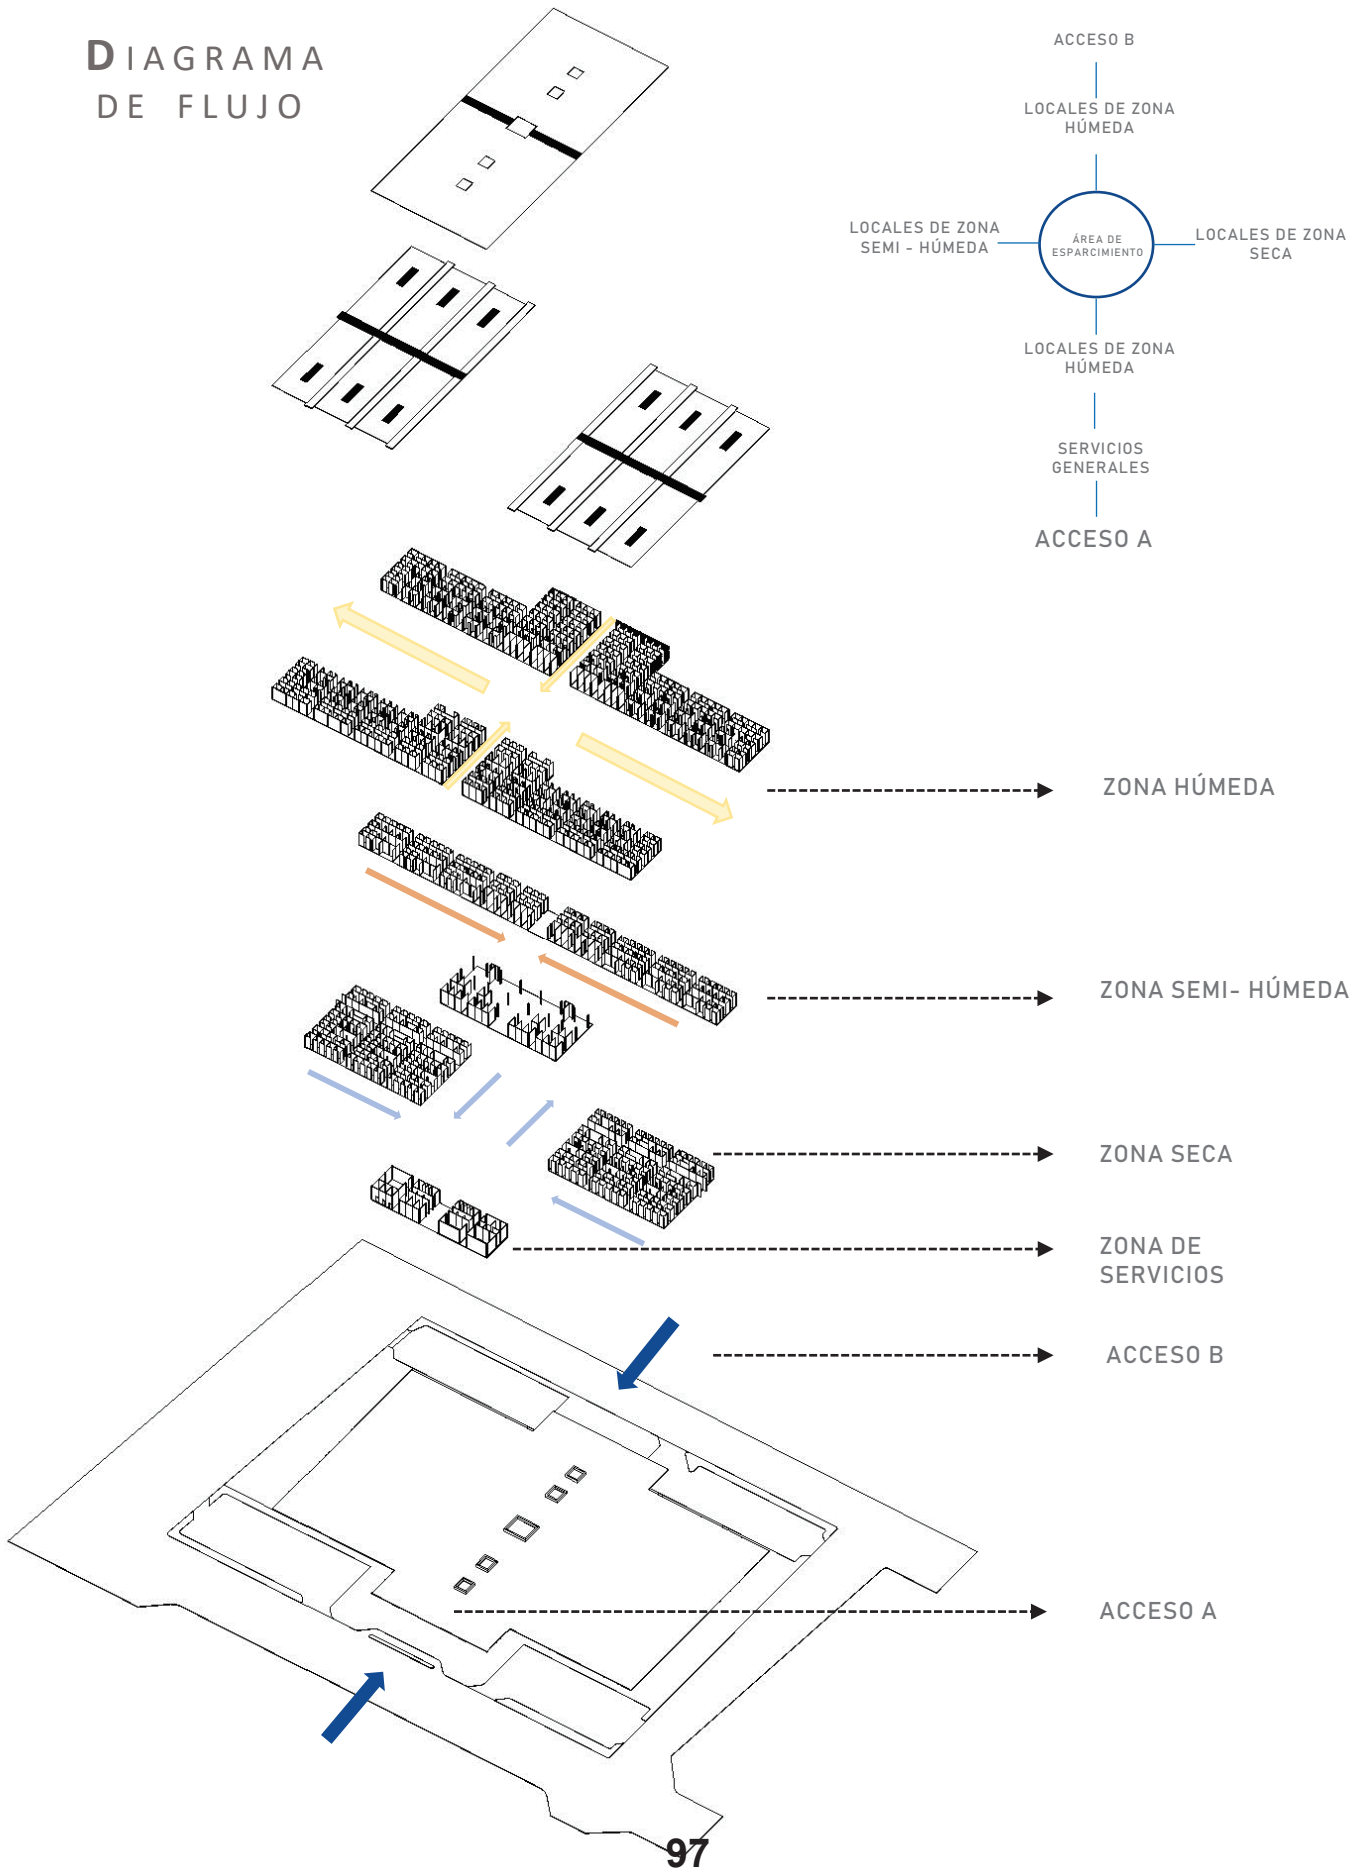 DIAGRAMA
DE FLUJO
ACCESO B
LOCALES DE ZONA
HÚMEDA
LOCALES DE ZONA
SEMI - HÚMEDA
ÁREA DE
ESPARCIMIENTO
LOCALES DE ZONA
SECA
LOCALES DE ZONA
HÚMEDA
SERVICIOS
GENERALES
ACCESO A
ZONA HÚMEDA
ZONA SEMI- HÚMEDA
ZONA SECA
ZONA DE
SERVICIOS
ACCESO B
ACCESO A
97